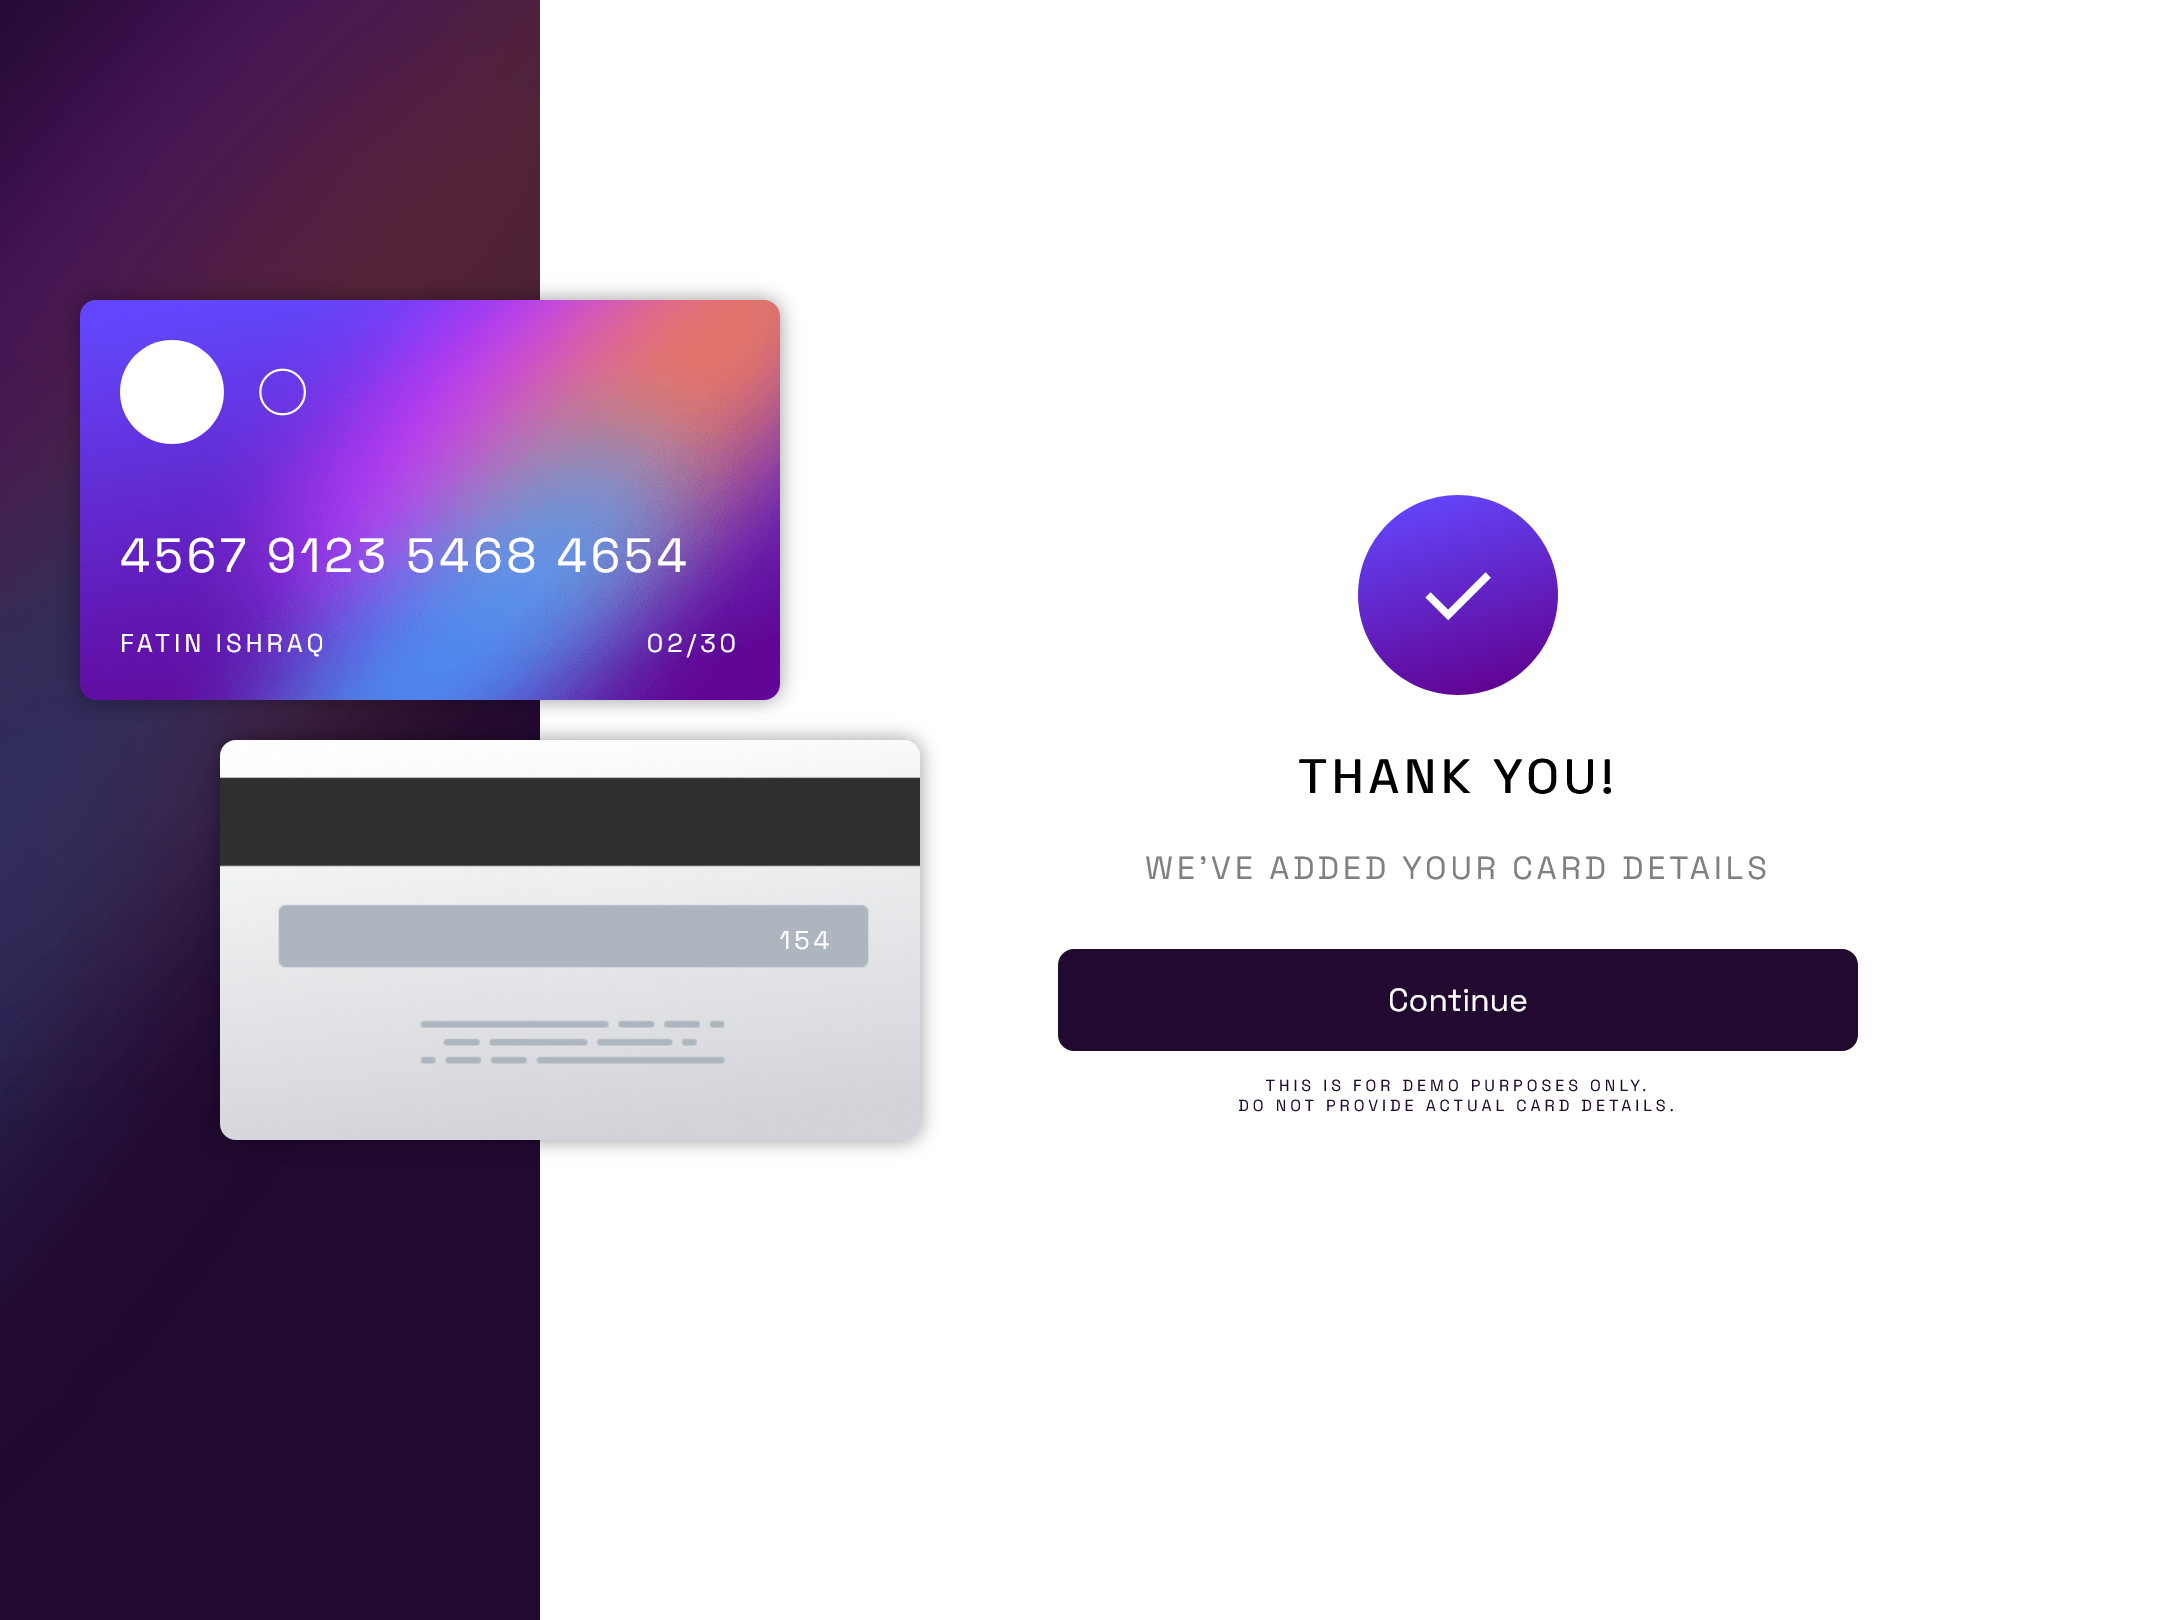 4567 9123 5468 4654
FATIN ISHRAQ 02/30
154
THANK YOU!
WE'VE ADDED YOUR CARD DETAILS
Continue
THIS IS FOR DEMO PURPOSES ONLY.
DO NOT PROVIDE ACTUAL CARD DETAILS.